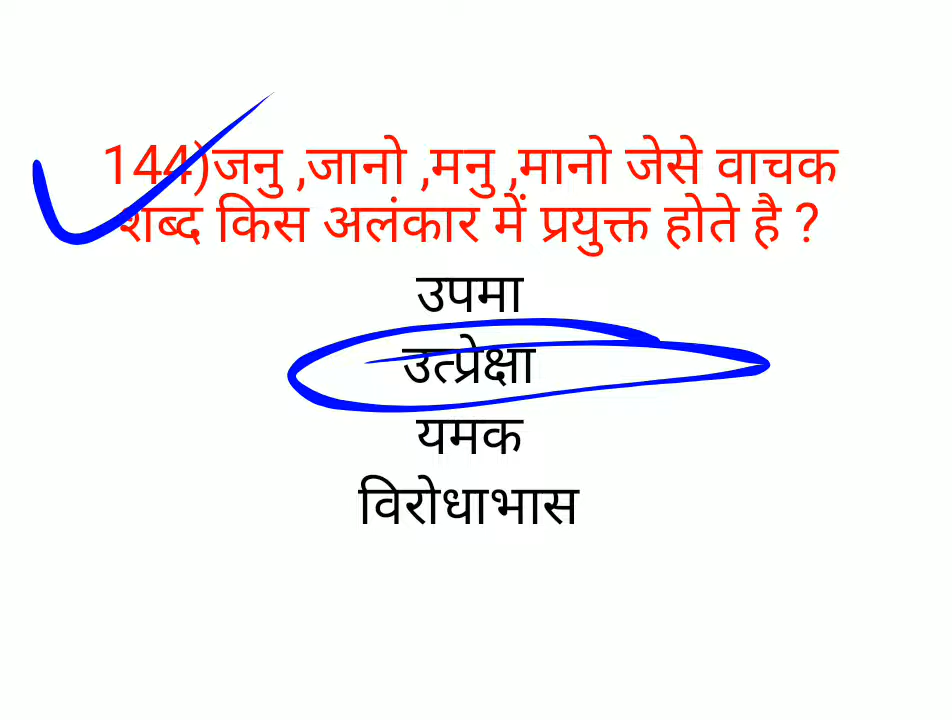 144)जनु ,जानो ,मनु ,मानो जेसे वाचक
शब्द किस अलंकार में प्रयुक्त होते है ?
उपमा
उत्प्रेक्षा
यमक
विरोधाभास